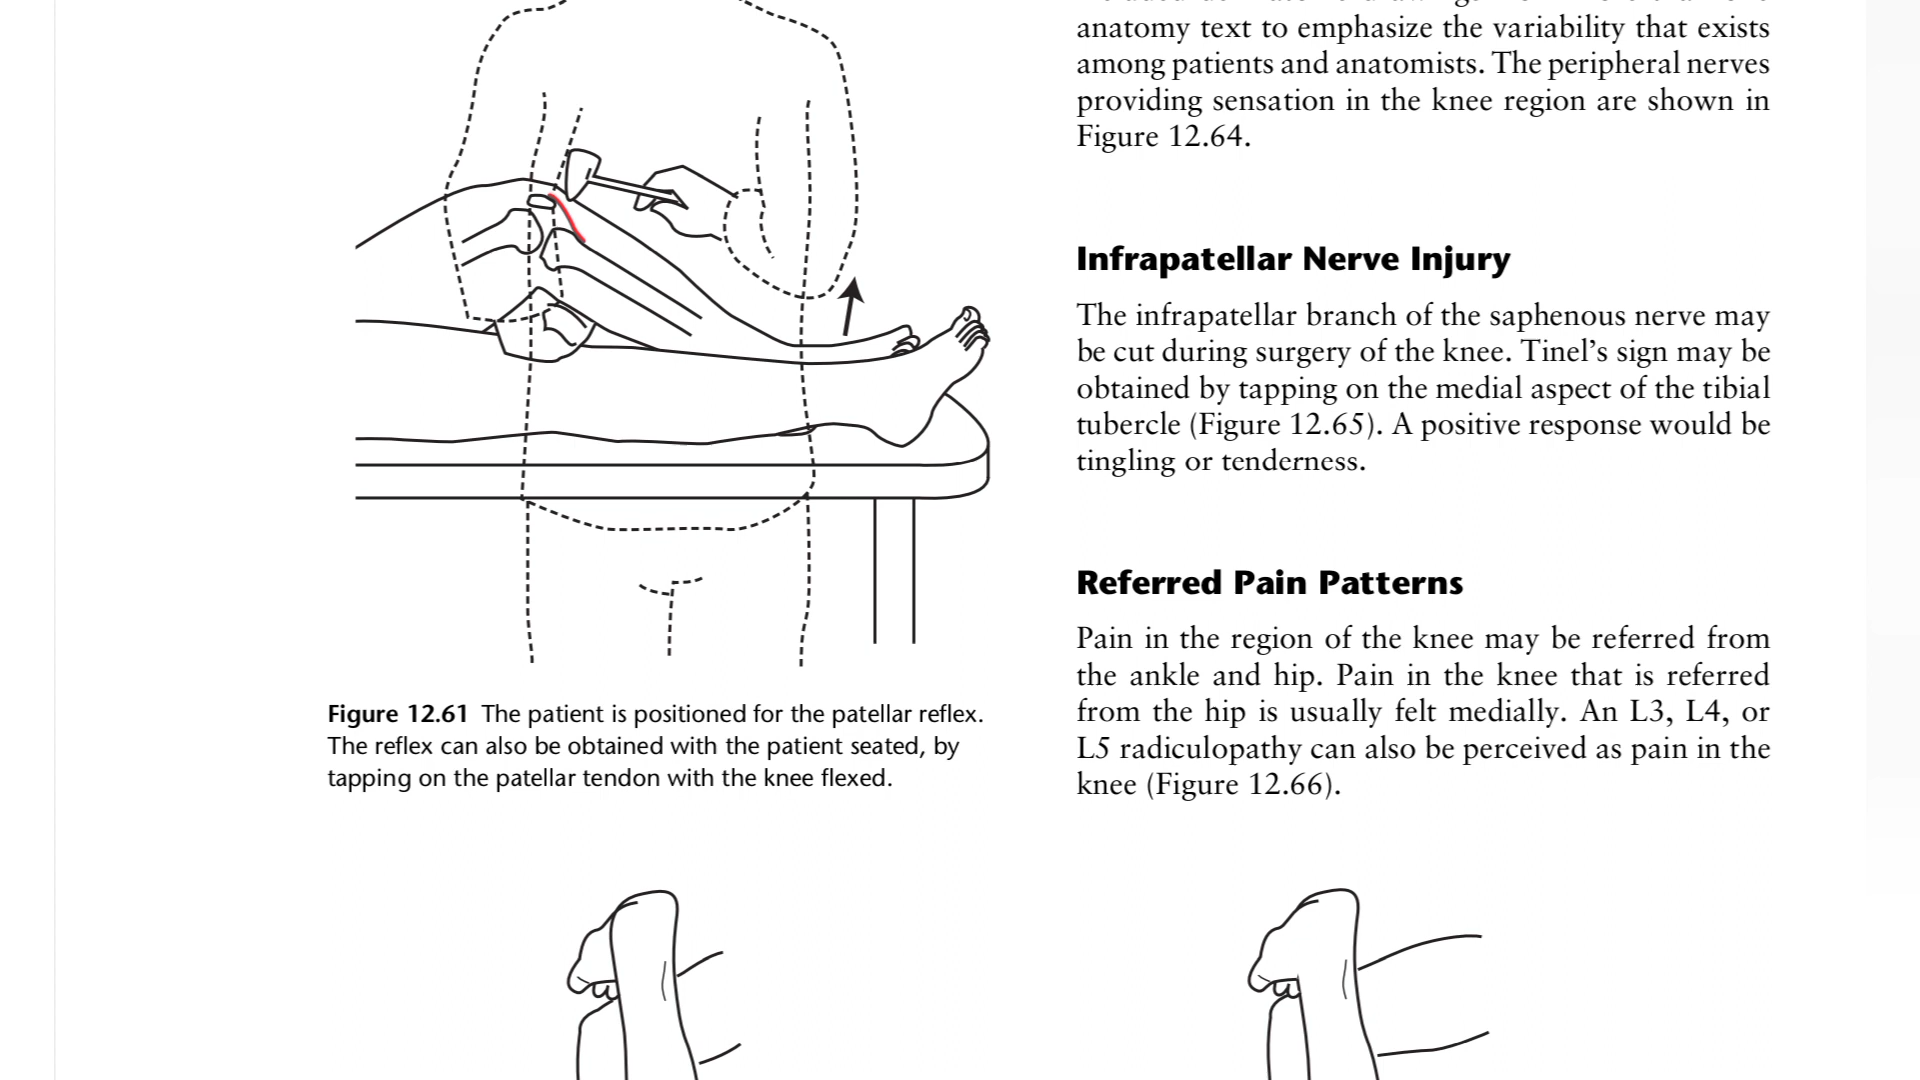 anatomy text to emphasize the variability that exists
among patients and anatomists. The peripheral nerves
providing sensation in the knee region are shown in
Figure 12.64.
Infrapatellar Nerve Injury
The infrapatellar branch of the saphenous nerve may
be cut during surgery of the knee. Tinel’s sign may be
obtained by tapping on the medial aspect of the tibial
tubercle (Figure 12.65). A positive response would be
tingling or tenderness.
Referred Pain Patterns
Pain in the region of the knee may be referred from
the ankle and hip. Pain in the knee that is referred
from the hip is usually felt medially. An L3, L4, or
L5 radiculopathy can also be perceived as pain in the
knee (Figure 12.66).
Figure 12.61 The patient is positioned for the patellar reflex.
The reflex can also be obtained with the patient seated, by
tapping on the patellar tendon with the knee flexed.